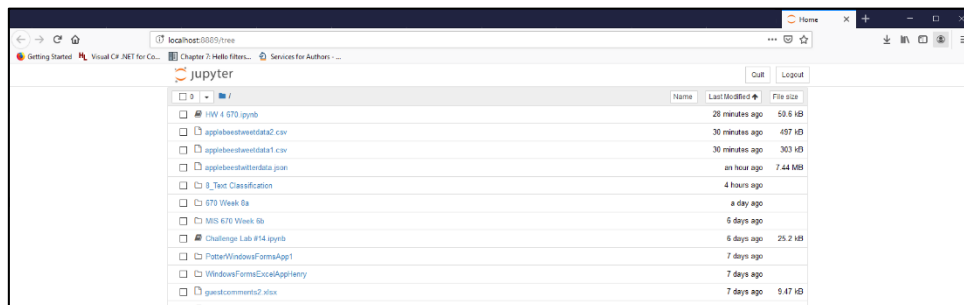 Home
localhost:8889/tree
Getting Started Visual C# .NET for Co... Chapter 7: Hello filters... Services for Authors - ...
jupyter Quit Logout
0 / Name Last Modified File size
HW 4 670.ipynb 28 minutes ago 50.6 kB
applebeestweetdata2.csv 30 minutes ago 497 kB
applebeestweetdata1.csv 30 minutes ago 303 kB
applebeestwitterdata.json an hour ago 7.44 MB
8_Text Classification 4 hours ago
670 Week 8a a day ago
MIS 670 Week 6b 6 days ago
Challenge Lab #14.ipynb 6 days ago 25.2 kB
PotterWindowsFormsApp1 7 days ago
WindowsFormsExcelAppHenry 7 days ago
guestcomments2.xlsx 7 days ago 9.47 kB